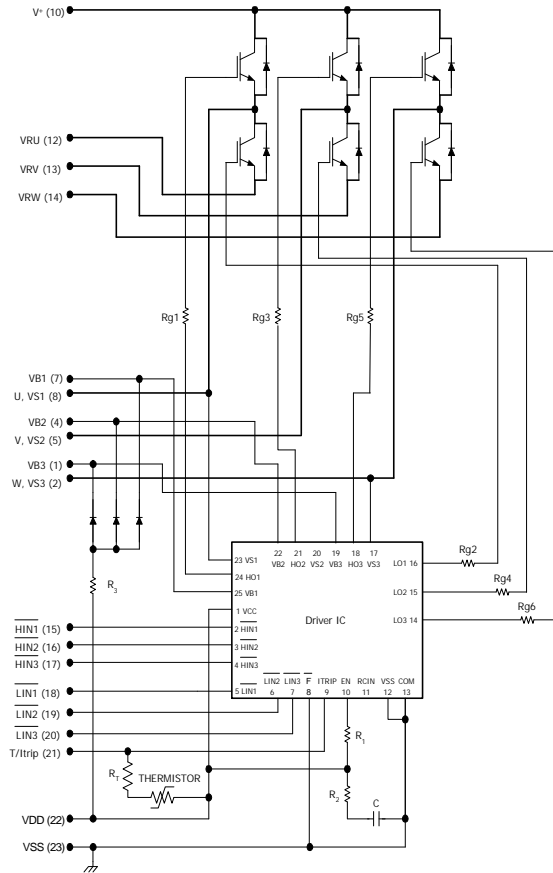 V+ (10)
VRU (12)
VRV (13)
VRW (14)
Rg1
Rg3
Rg5
VB1 (7)
U, VS1 (8)
VB2 (4)
V, VS2 (5)
VB3 (1)
W, VS3 (2)
22 21 20 19 18 17
VB2 HO2 VS2 VB3 HO3 VS3
23 VS1
24 HO1
25 VB1
1 VCC
2 HIN1
3 HIN2
4 HIN3
5 LIN1
Driver IC
LO1 16
LO2 15
LO3 14
Rg2
Rg4
Rg6
LIN2 LIN3 F ITRIP EN RCIN VSS COM
6 7 8 9 10 11 12 13
R3
HIN1 (15)
HIN2 (16)
HIN3 (17)
LIN1 (18)
LIN2 (19)
LIN3 (20)
T/Itrip (21)
R1
RT
THERMISTOR
R2
C
VDD (22)
VSS (23)